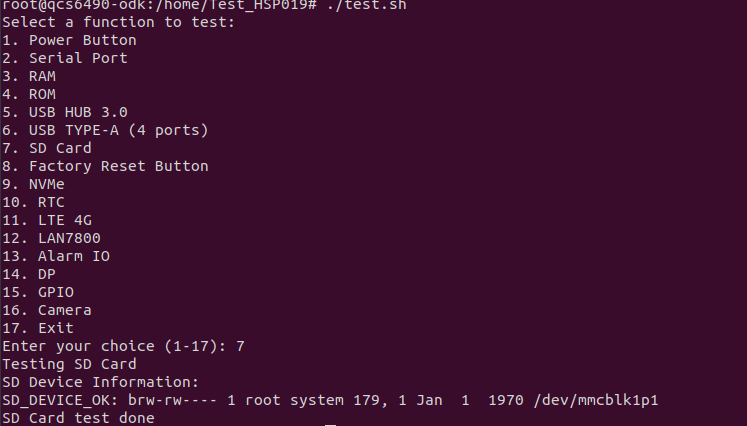 root@qcs6490-odk:/home/Test_HSP019# ./test.sh
Select a function to test:
1. Power Button
2. Serial Port
3. RAM
4. ROM
5. USB HUB 3.0
6. USB TYPE-A (4 ports)
7. SD Card
8. Factory Reset Button
9. NVMe
10. RTC
11. LTE 4G
12. LAN7800
13. Alarm IO
14. DP
15. GPIO
16. Camera
17. Exit
Enter your choice (1-17): 7
Testing SD Card
SD Device Information:
SD_DEVICE_OK: brw-rw---- 1 root system 179, 1 Jan  1  1970 /dev/mmcblk1p1
SD Card test done